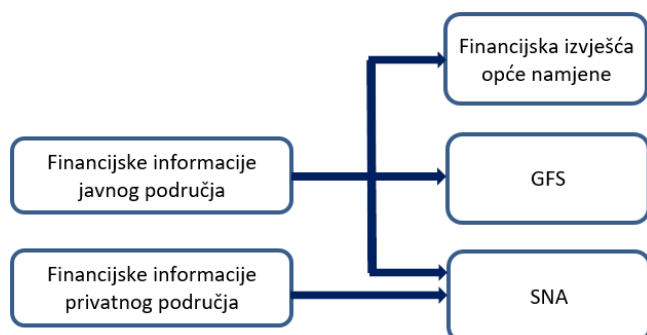 Financijska izvješća
opće namjene
Financijske informacije
javnog područja
GFS
Financijske informacije
privatnog područja
SNA